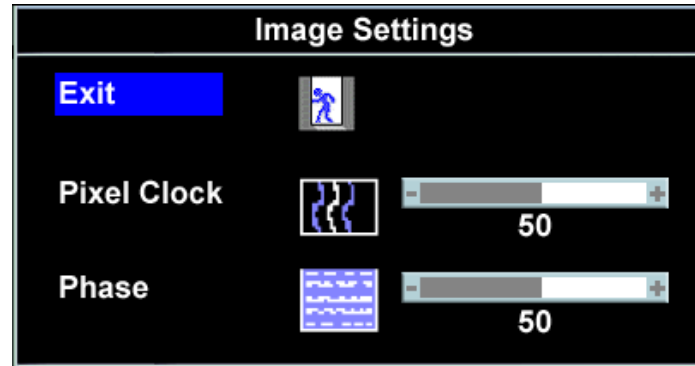 Image Settings
Exit
Pixel Clock
- +
50
Phase
- +
50